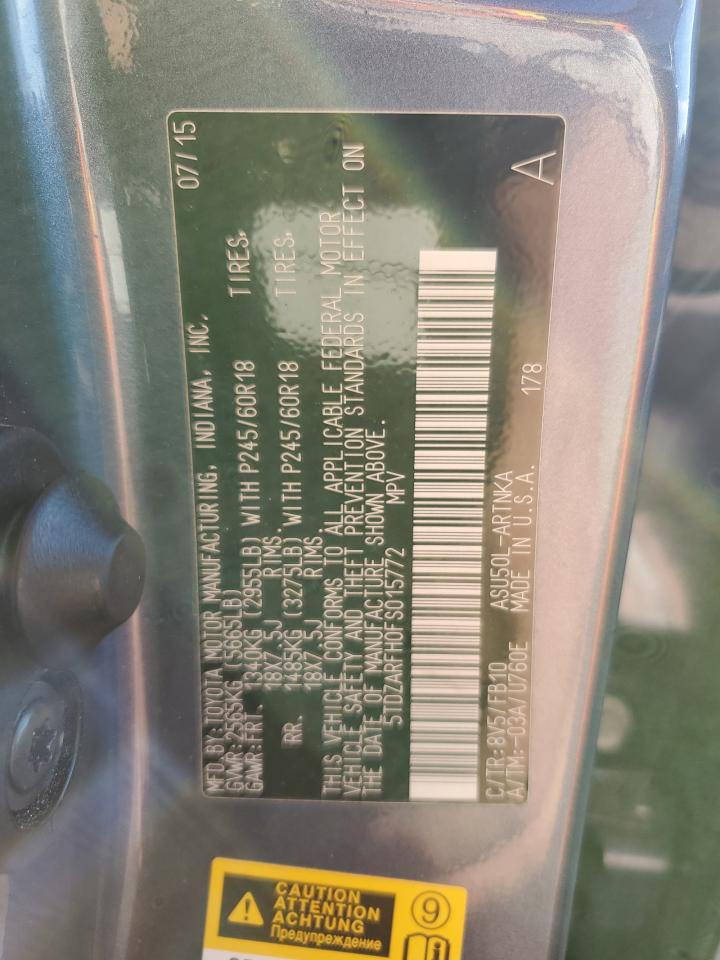 MFD.BY:TOYOTA MOTOR MANUFACTURING, INDIANA, INC. 07/15
GVWR:2565KG(5665LB)
GAWR:FRT. 1340KG (2955LB) WITH P245/60R18 TIRES,
18X7.5J RIMS.
RR. 1485KG (3275LB) WITH P245/60R18 TIRES,
18X7.5J RIMS.
THIS VEHICLE CONFORMS TO ALL APPLICABLE FEDERAL MOTOR
VEHICLE SAFETY AND THEFT PREVENTION STANDARDS IN EFFECT ON
THE DATE OF MANUFACTURE SHOWN ABOVE.
5TDZARFH0FS015772 MPV
C/TR:8V5/FB10 ASU50L-ARTNKA 178 A
A/TM:-03A/U760E MADE IN U.S.A.
CAUTION
ATTENTION
ACHTUNG
Предупреждение
9